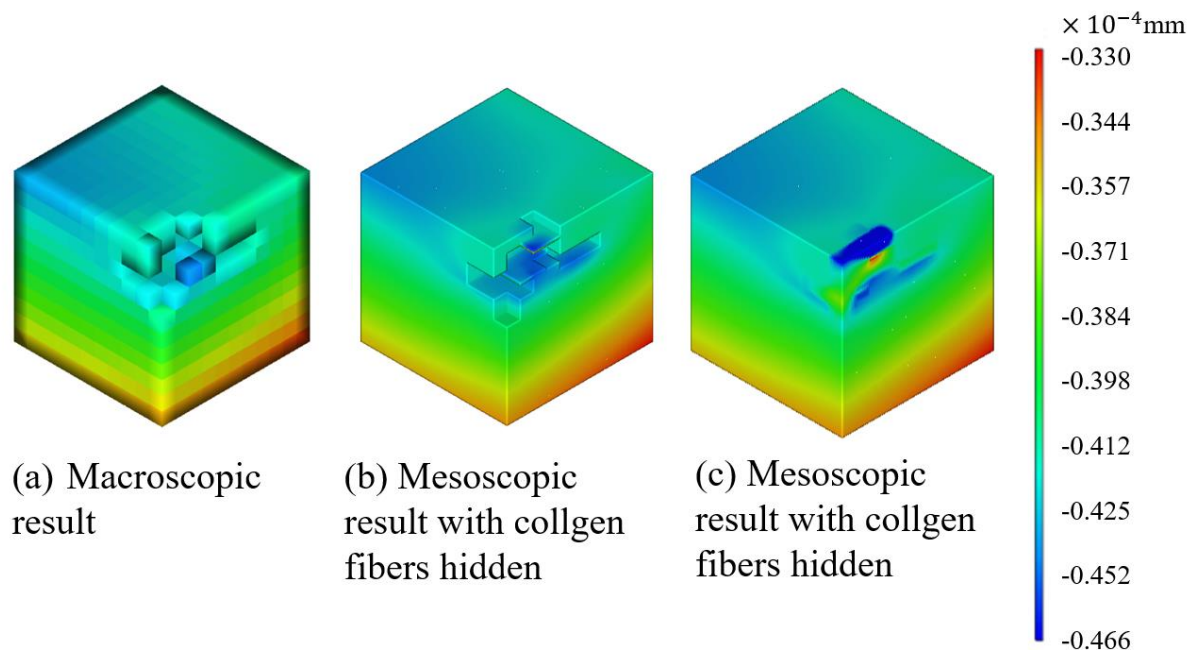 × 10⁻⁴mm
-0.330
-0.344
-0.357
-0.371
-0.384
-0.398
-0.412
-0.425
-0.452
-0.466
(a) Macroscopic
result
(b) Mesoscopic
result with collgen
fibers hidden
(c) Mesoscopic
result with collgen
fibers hidden